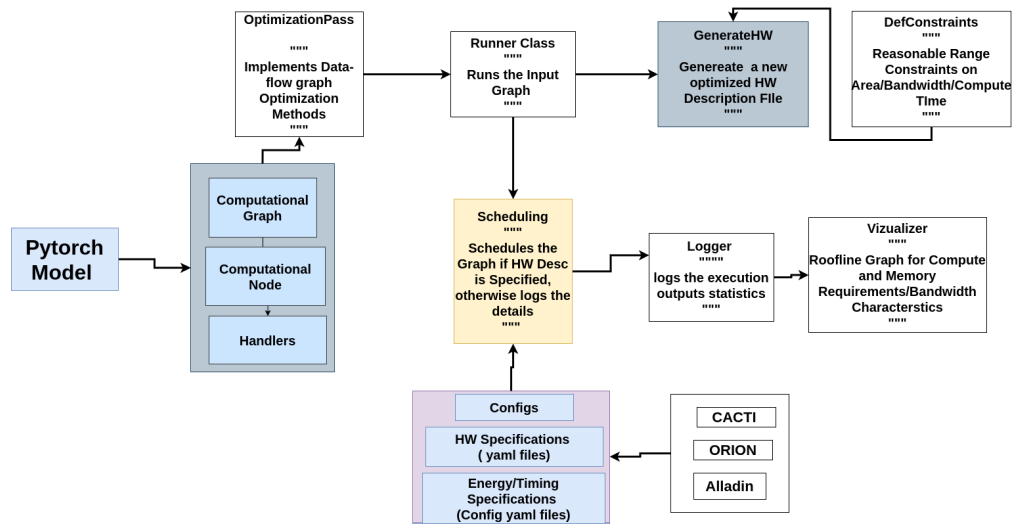 OptimizationPass
"""
Implements Data-
flow graph
Optimization
Methods
"""
Runner Class
"""
Runs the Input
Graph
"""
GenerateHW
"""
Genereate a new
optimized HW
Description FIle
"""
DefConstraints
"""
Reasonable Range
Constraints on
Area/Bandwidth/Compute
TIme
"""
Pytorch
Model
Computational
Graph
Computational
Node
Handlers
Scheduling
"""
Schedules the
Graph if HW Desc
is Specified,
otherwise logs the
details
"""
Logger
""""
logs the execution
outputs statistics
"""
Vizualizer
"""
Roofline Graph for Compute
and Memory
Requirements/Bandwidth
Characterstics
"""
Configs
HW Specifications
( yaml files)
Energy/Timing
Specifications
(Config yaml files)
CACTI
ORION
Alladin